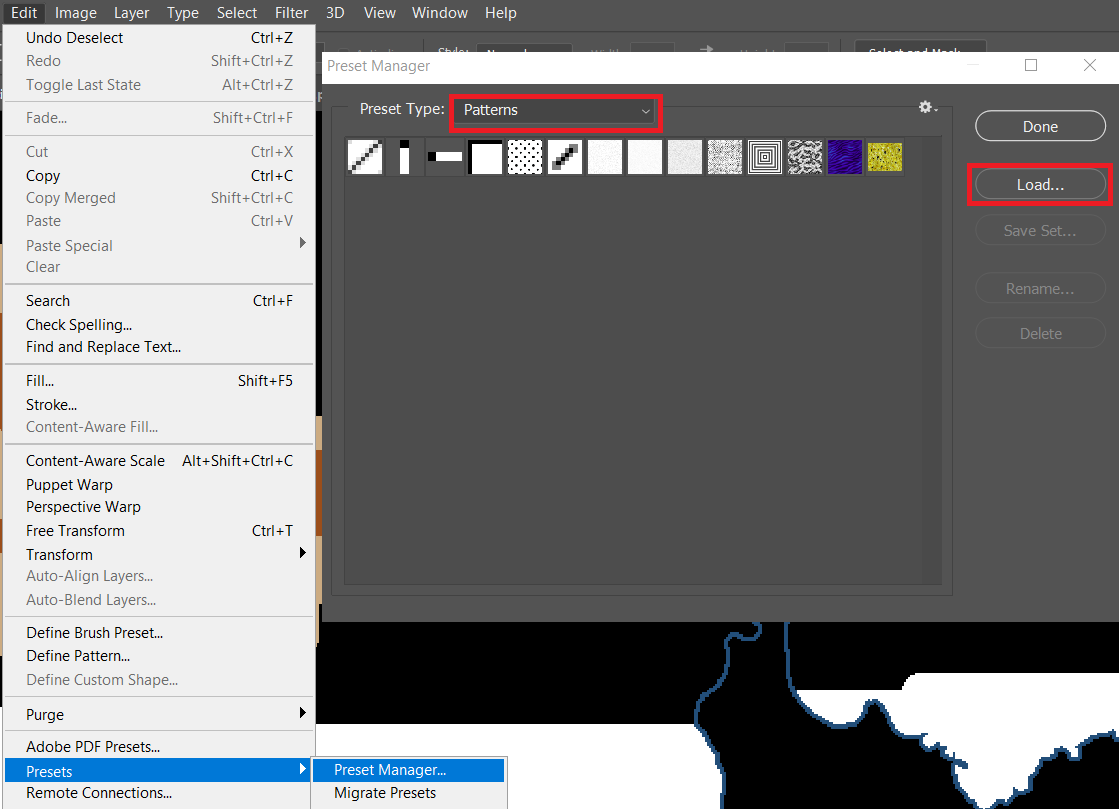 Edit Image Layer Type Select Filter 3D View Window Help
Undo Deselect Ctrl+Z
Redo Shift+Ctrl+Z
Toggle Last State Alt+Ctrl+Z
Fade... Shift+Ctrl+F
Cut Ctrl+X
Copy Ctrl+C
Copy Merged Shift+Ctrl+C
Paste Ctrl+V
Paste Special
Clear
Search Ctrl+F
Check Spelling...
Find and Replace Text...
Fill... Shift+F5
Stroke...
Content-Aware Fill...
Content-Aware Scale Alt+Shift+Ctrl+C
Puppet Warp
Perspective Warp
Free Transform Ctrl+T
Transform
Auto-Align Layers...
Auto-Blend Layers...
Define Brush Preset...
Define Pattern...
Define Custom Shape...
Purge
Adobe PDF Presets...
Presets
Remote Connections...
Preset Manager...
Migrate Presets
Select and Mask
Preset Manager
Preset Type: Patterns
Done
Load...
Save Set...
Rename...
Delete